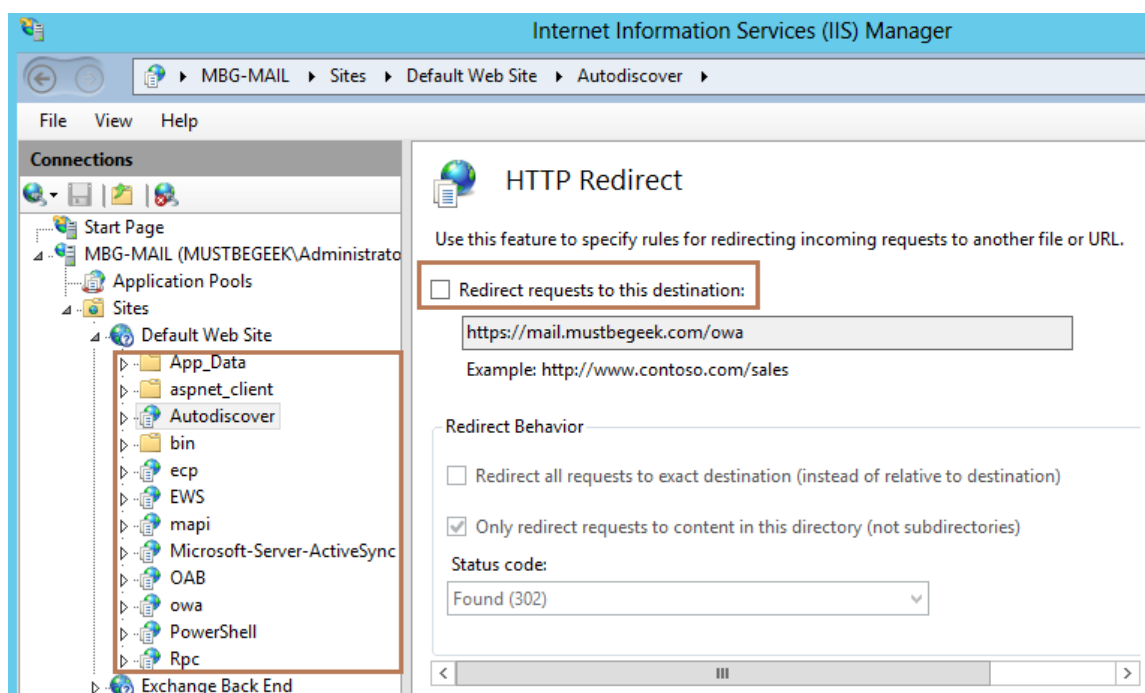 Internet Information Services (IIS) Manager
MBG-MAIL Sites Default Web Site Autodiscover
File View Help
Connections
Start Page
MBG-MAIL (MUSTBEGEEK\Administrato
Application Pools
Sites
Default Web Site
App_Data
aspnet_client
Autodiscover
bin
ecp
EWS
mapi
Microsoft-Server-ActiveSync
OAB
owa
PowerShell
Rpc
Exchange Back End
HTTP Redirect
Use this feature to specify rules for redirecting incoming requests to another file or URL.
Redirect requests to this destination:
https://mail.mustbegeek.com/owa
Example: http://www.contoso.com/sales
Redirect Behavior
Redirect all requests to exact destination (instead of relative to destination)
Only redirect requests to content in this directory (not subdirectories)
Status code:
Found (302)